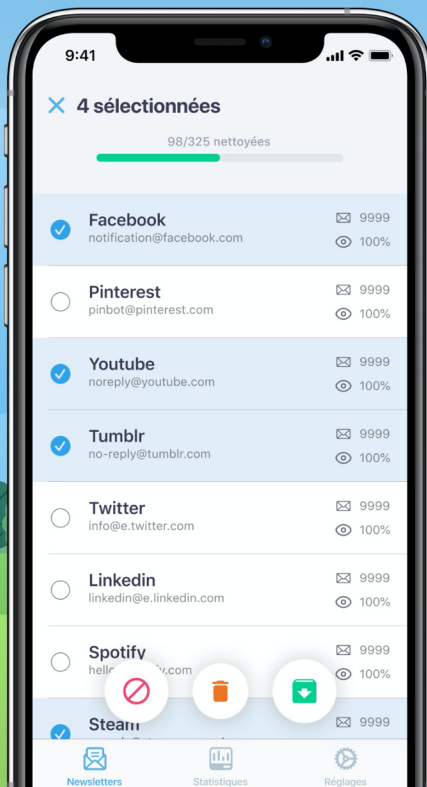 9:41
4 sélectionnées
98/325 nettoyées
Facebook
9999
notification@facebook.com
100%
Pinterest
9999
pinbot@pinterest.com
100%
Youtube
9999
noreply@youtube.com
100%
Tumblr
9999
no-reply@tumblr.com
100%
Twitter
9999
info@e.twitter.com
100%
Linkedin
9999
linkedin@e.linkedin.com
100%
Spotify
9999
100%
Steam
9999
Newsletters
Statistiques
Réglages